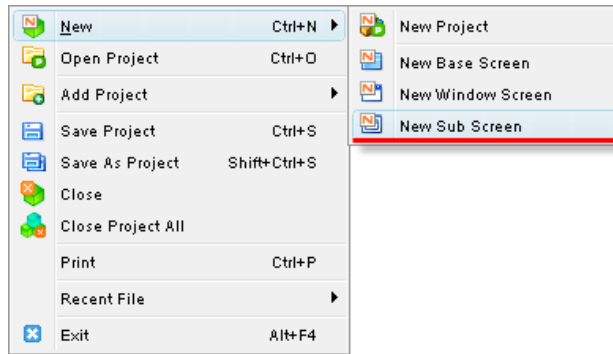 New Ctrl+N
Open Project Ctrl+O
Add Project
Save Project Ctrl+S
Save As Project Shift+Ctrl+S
Close
Close Project All
Print Ctrl+P
Recent File
Exit Alt+F4
New Project
New Base Screen
New Window Screen
New Sub Screen